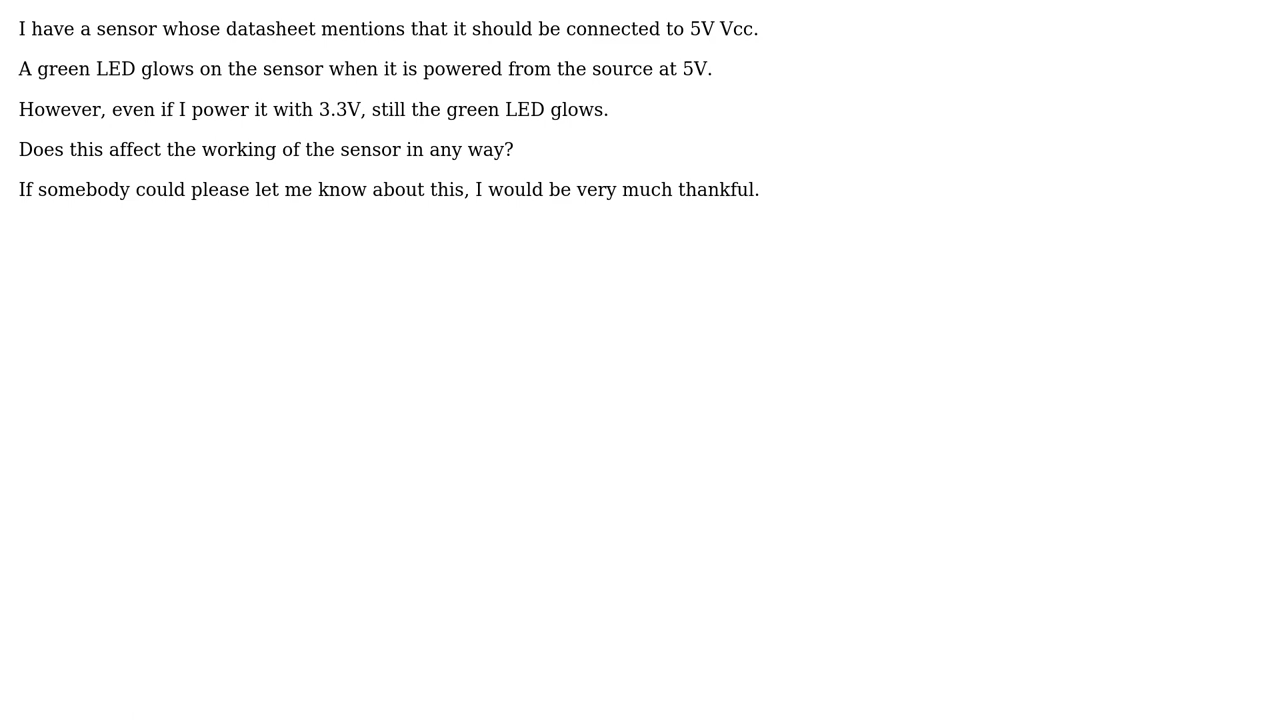 I have a sensor whose datasheet mentions that it should be connected to 5V Vcc.
A green LED glows on the sensor when it is powered from the source at 5V.
However, even if I power it with 3.3V, still the green LED glows.
Does this affect the working of the sensor in any way?
If somebody could please let me know about this, I would be very much thankful.